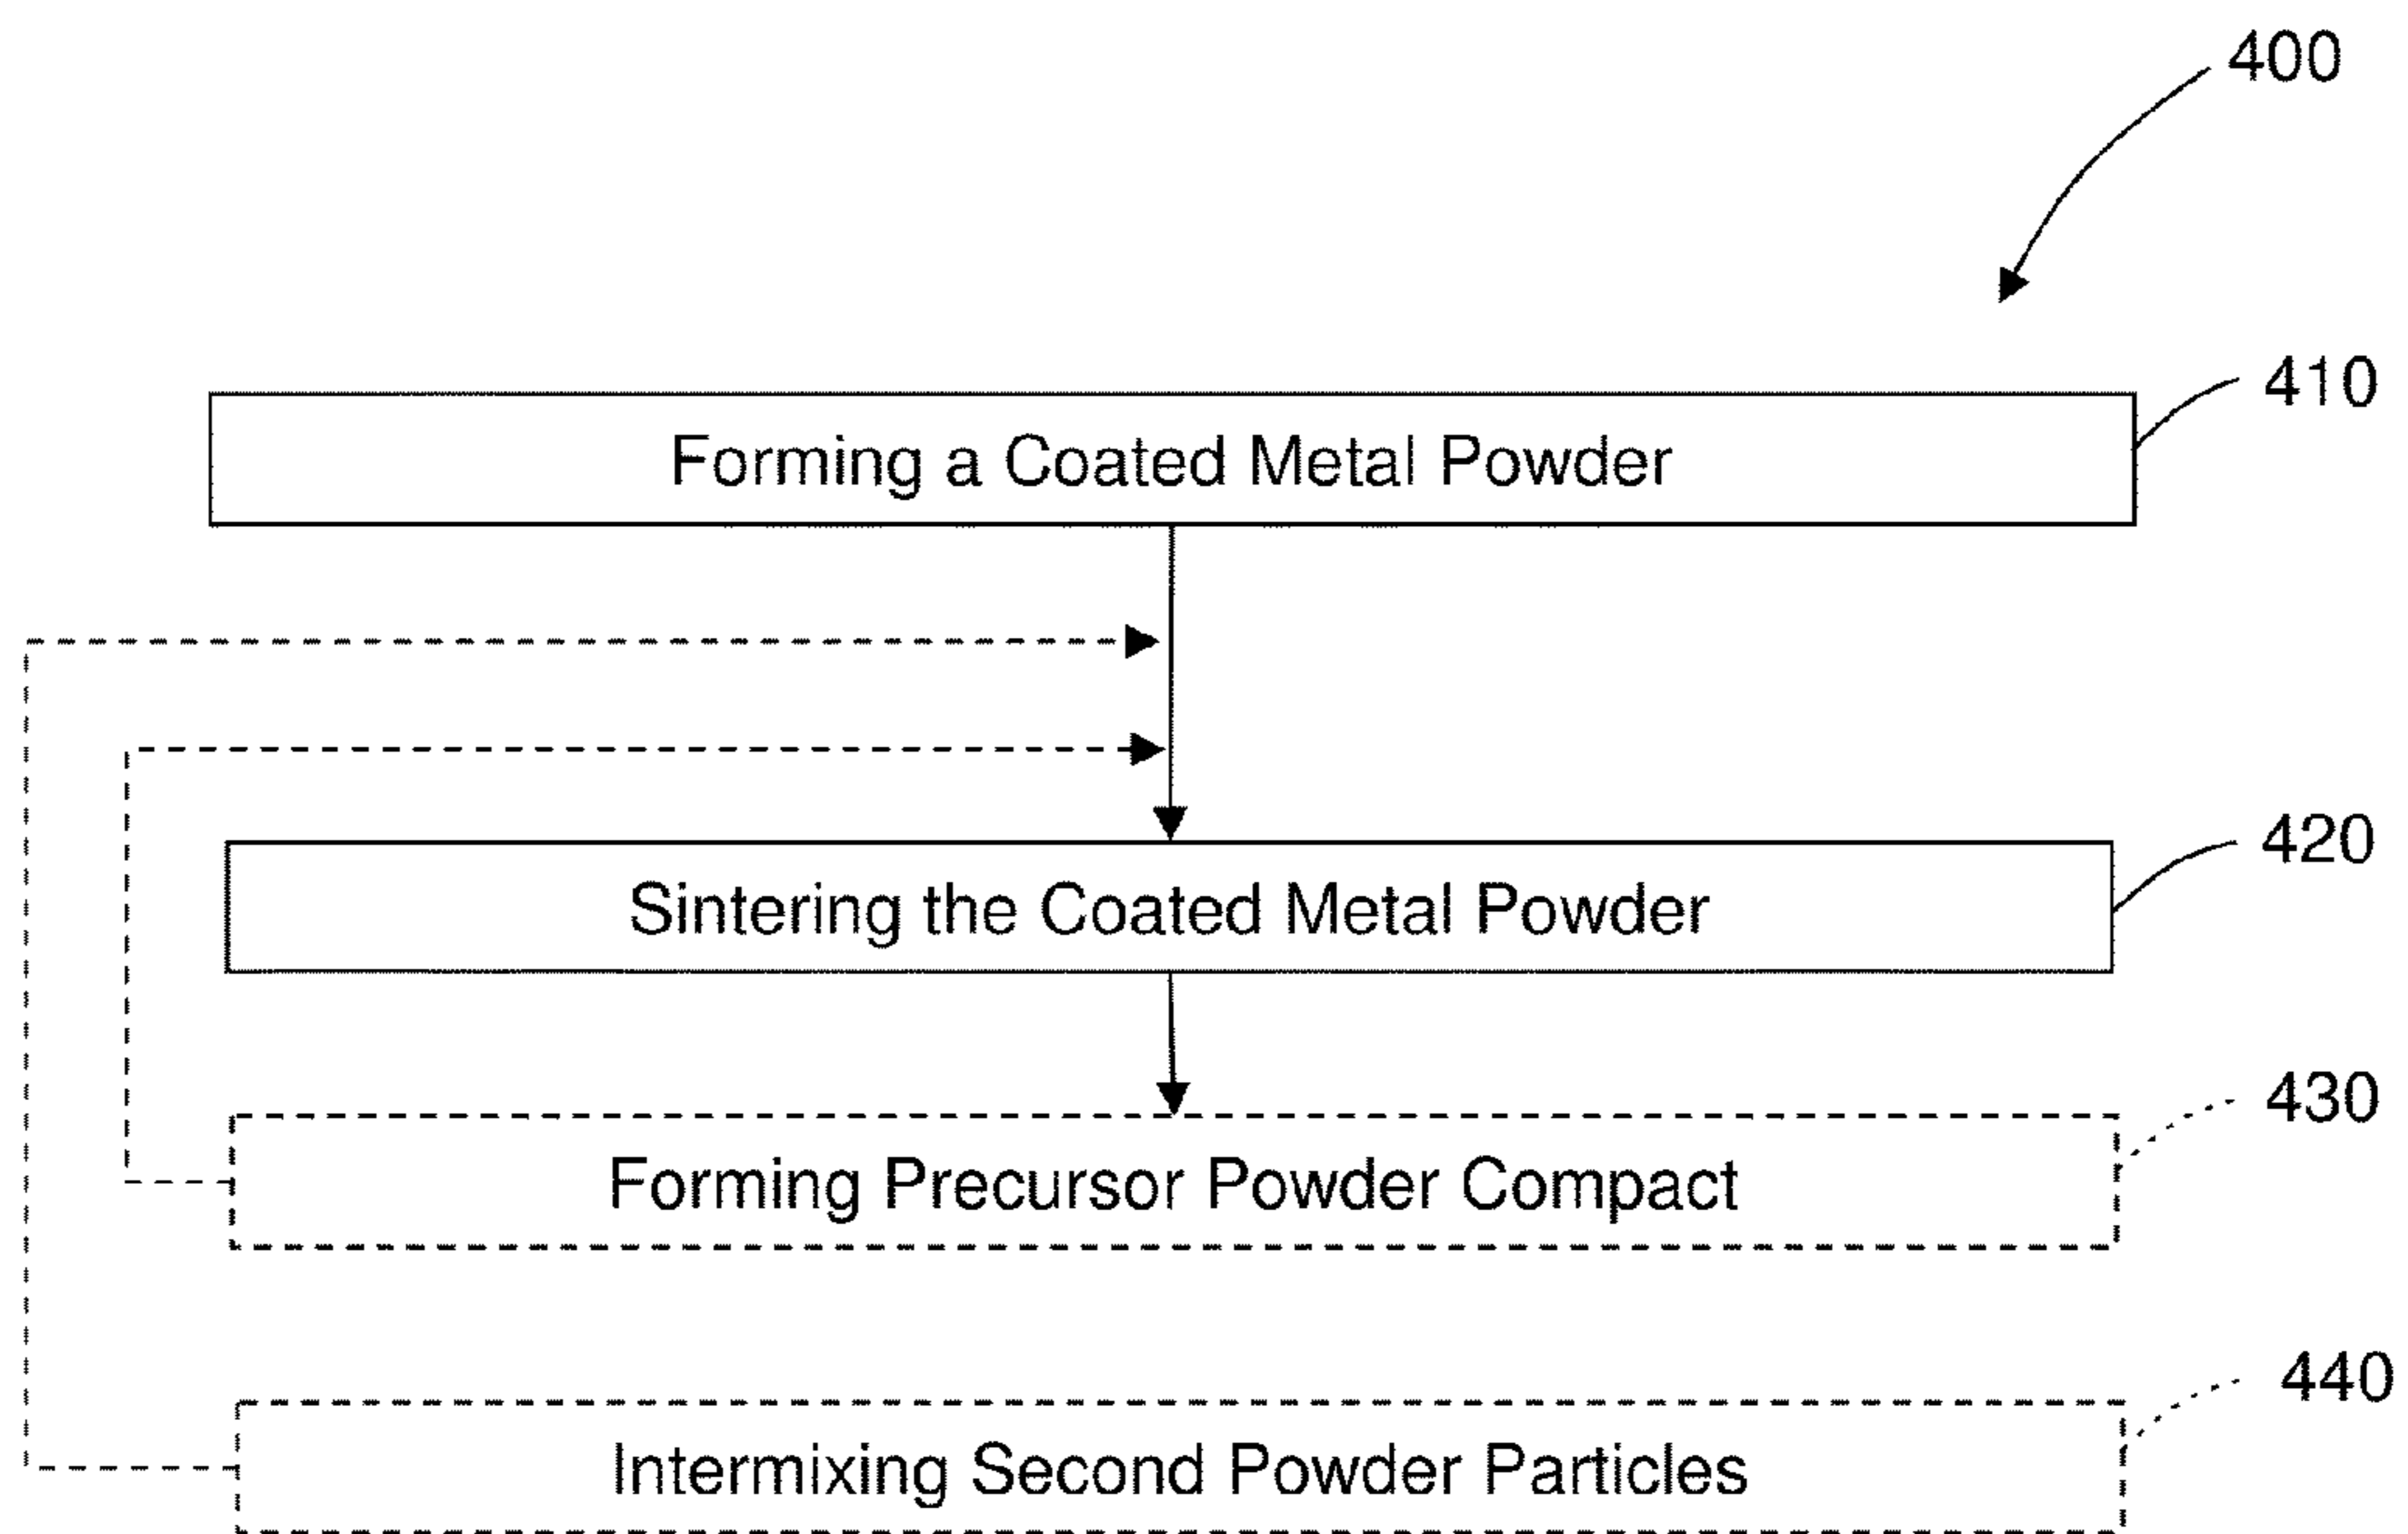 400
410
Forming a Coated Metal Powder
420
Sintering the Coated Metal Powder
430
Forming Precursor Powder Compact
440
Intermixing Second Powder Particles